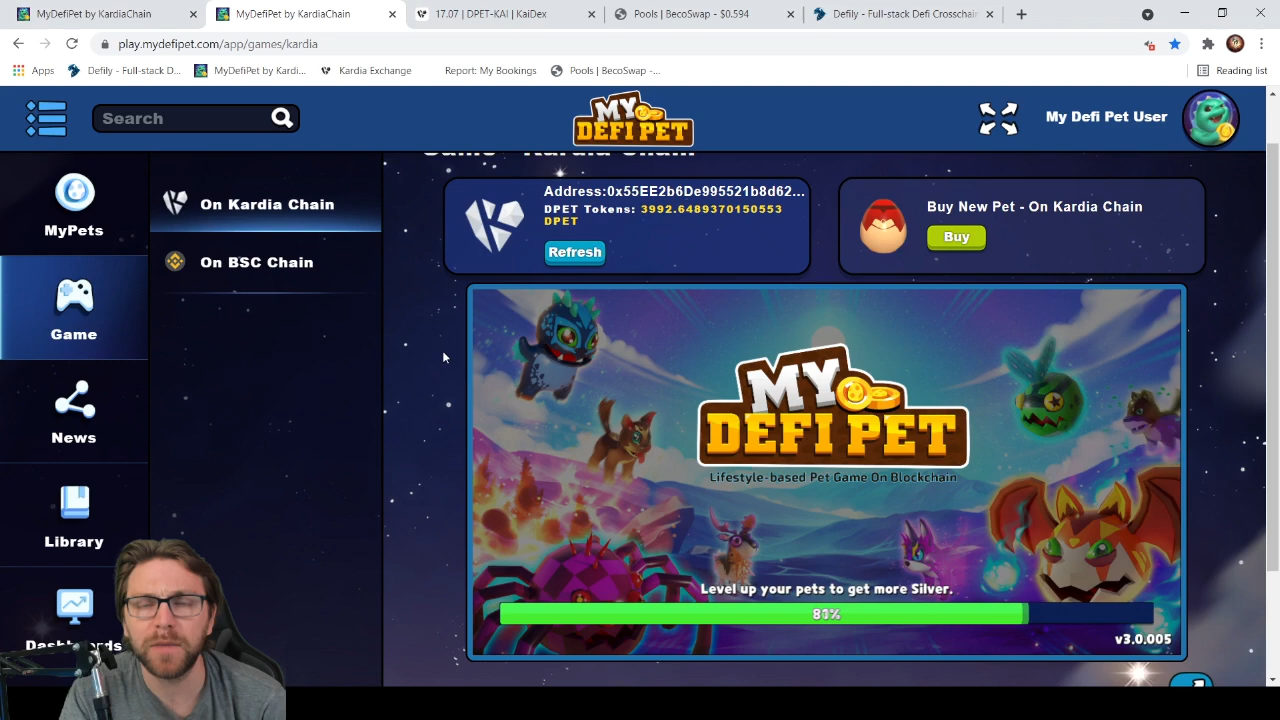 MyDefiPet by KardiaChain
MyDefiPet by KardiaChain
17.07 | DPET-KAI | KaiDex
Pools | BecoSwap - $0.594
Defily - Full-stack Defi Crosschain
play.mydefipet.com/app/games/kardia
Apps
Defily - Full-stack D...
MyDefiPet by Kardi...
Kardia Exchange
Report: My Bookings
Pools | BecoSwap -...
Reading list
Search
MY
DEFI PET
My Defi Pet User
MyPets
Game
News
Library
Dashboards
On Kardia Chain
On BSC Chain
Game - Kardia Chain
Address:0x55EE2b6De995521b8d62...
DPET Tokens: 3992.6489370150553
DPET
Refresh
Buy New Pet - On Kardia Chain
Buy
MY
DEFI PET
Lifestyle-based Pet Game On Blockchain
Level up your pets to get more Silver.
81%
v3.0.005